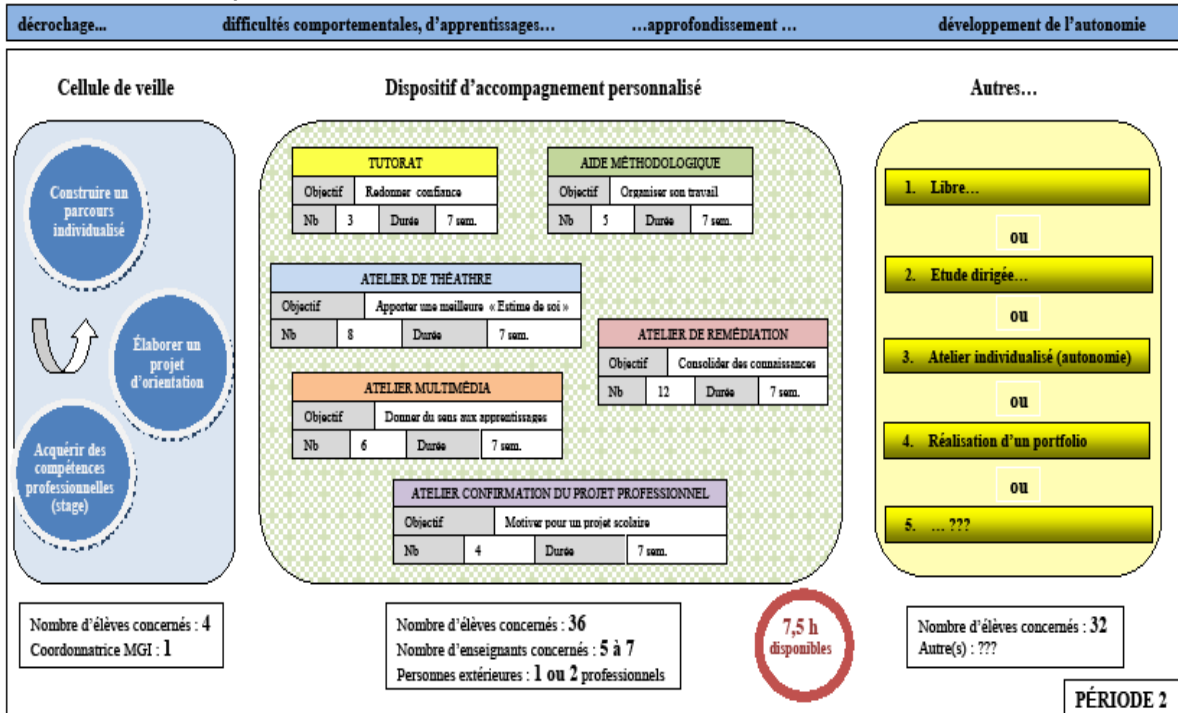 décrochage... difficultés comportementales, d'apprentissages... ...approfondissement ... développement de l'autonomie
Cellule de veille
Construire un
parcours
individualisé
Élaborer un
projet
d'orientation
Acquérir des
compétences
professionnelles
(stage)
Nombre d'élèves concernés : 4
Coordonnatrice MGI : 1
Dispositif d'accompagnement personnalisé
TUTORAT
Objectif Redonner confiance
Nb 3 Durée 7 sem.
AIDE MÉTHODOLOGIQUE
Objectif Organiser son travail
Nb 5 Durée 7 sem.
ATELIER DE THÉATHRE
Objectif Apporter une meilleure « Estime de soi »
Nb 8 Durée 7 sem.
ATELIER DE REMÉDIATION
Objectif Consolider des connaissances
Nb 12 Durée 7 sem.
ATELIER MULTIMÉDIA
Objectif Donner du sens aux apprentissages
Nb 6 Durée 7 sem.
ATELIER CONFIRMATION DU PROJET PROFESSIONNEL
Objectif Motiver pour un projet scolaire
Nb 4 Durée 7 sem.
Nombre d'élèves concernés : 36
Nombre d'enseignants concernés : 5 à 7
Personnes extérieures : 1 ou 2 professionnels
7,5 h
disponibles
Autres...
1. Libre...
ou
2. Etude dirigée...
ou
3. Atelier individualisé (autonomie)
ou
4. Réalisation d'un portfolio
ou
5. ... ???
Nombre d'élèves concernés : 32
Autre(s) : ???
PÉRIODE 2